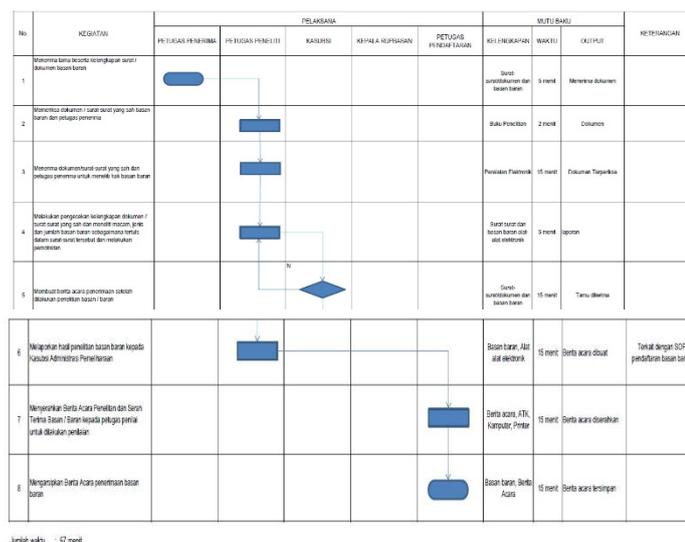 No
KEGIATAN
PELAKSANA
MUTU BAKU
KETERANGAN
PETUGAS PENERIMA
PETUGAS PENELITI
KASUBSI
KEPALA RUPBASAN
PETUGAS
PENDAFTARAN
KELENGKAPAN
WAKTU
OUTPUT
1
Menerima tamu beserta kelengkapan surat /
dokumen basan baran
Surat-
surat/dokumen dan
basan baran
5 menit
Menerima dokumen
2
Memeriksa dokumen / surat-surat yang sah basan
baran dan petugas penerima
Buku Penelitian
2 menit
Dokumen
3
Menerima dokumen/surat-surat yang sah dan
petugas penerima untuk meneliti fisik basan baran
Peralatan Elektronik
15 menit
Dokumen Terperiksa
4
Melakukan pengecekan kelengkapan dokumen /
surat-surat yang sah dan meneliti macam, jenis
dan jumlah basan baran sebagaimana tertulis
dalam surat-surat tersebut dan melakukan
pemotretan
Surat surat dan
basan baran alat-
alat elektronik
5 menit
laporan
N
5
Membuat berita acara penerimaan setelah
dilakukan penelitian basan / baran
Surat-
surat/dokumen dan
basan baran
15 menit
Tamu diterima
6
Melaporkan hasil penelitian basan baran kepada
Kasubsi Administrasi Pemeliharaan
Basan baran, Alat
alat elektronik
15 menit
Berita acara dibuat
Terkait dengan SOP
pendaftaran basan bar
7
Menyerahkan Berita Acara Penelitian dan Serah
Terima Basan / Baran kepada petugas penilai
untuk dilakukan penilaian
Berita acara, ATK,
Komputer, Printer
15 menit
Berita acara diserahkan
8
Mengarsipkan Berita Acara penerimaan basan
baran
Basan baran, Berita
Acara
15 menit
Berita acara tersimpan
Jumlah waktu : 67 menit